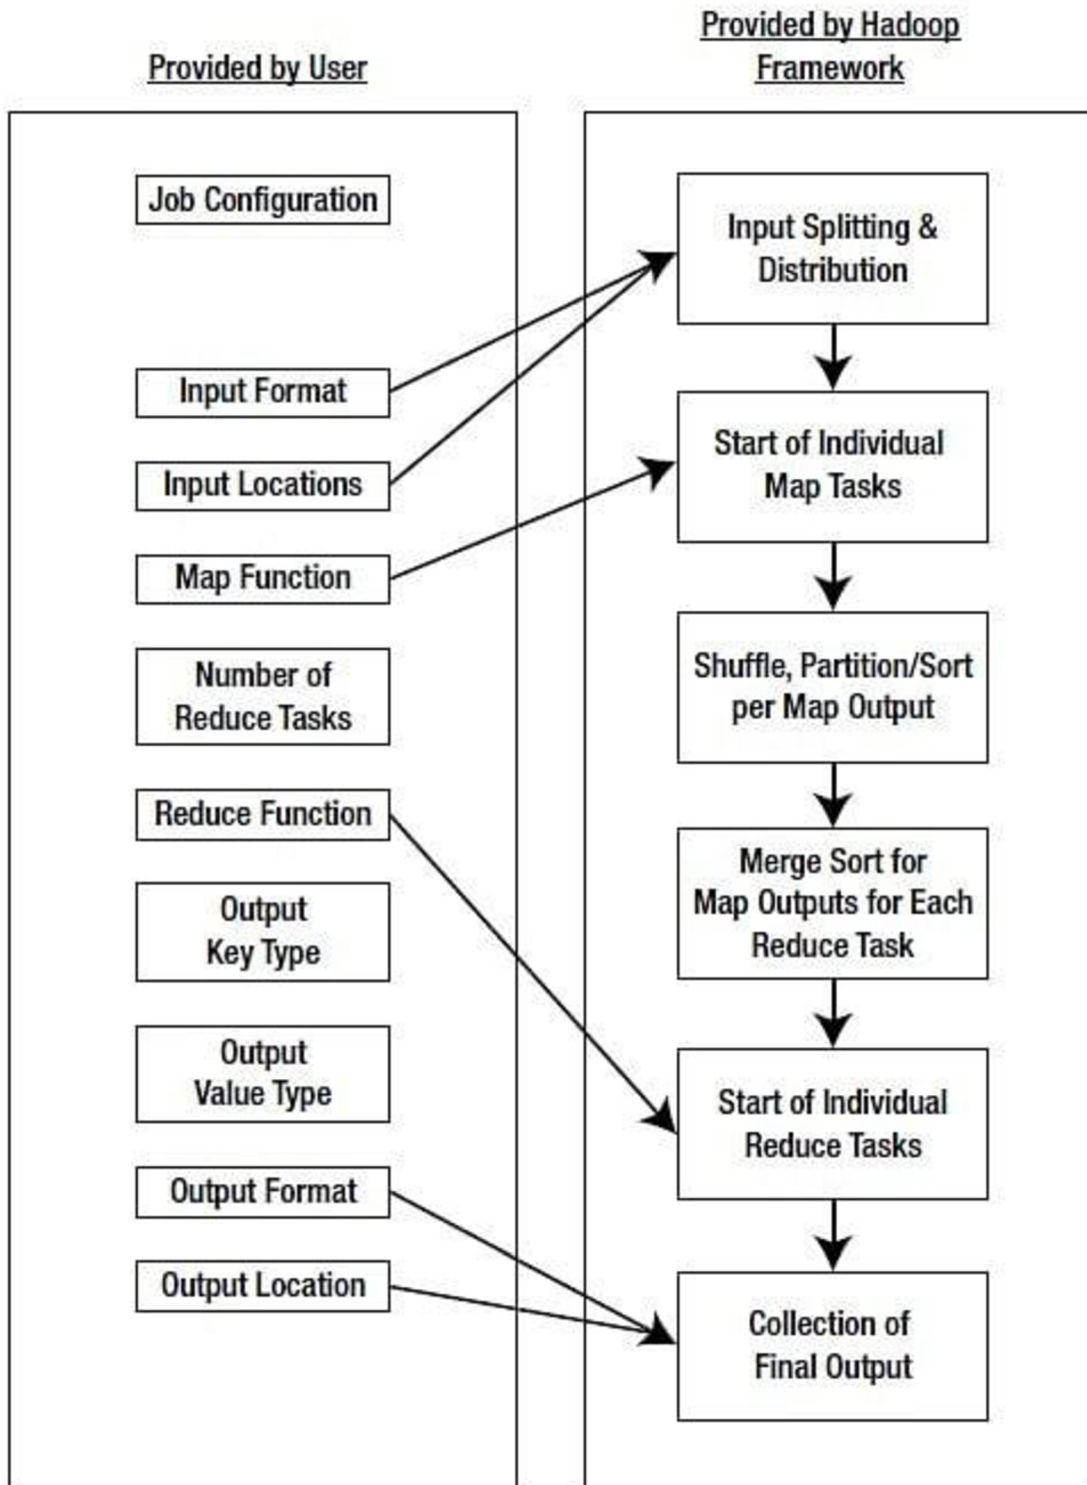 Provided by User
Provided by Hadoop
Framework
Job Configuration
Input Format
Input Locations
Map Function
Number of
Reduce Tasks
Reduce Function
Output
Key Type
Output
Value Type
Output Format
Output Location
Input Splitting &
Distribution
Start of Individual
Map Tasks
Shuffle, Partition/Sort
per Map Output
Merge Sort for
Map Outputs for Each
Reduce Task
Start of Individual
Reduce Tasks
Collection of
Final Output